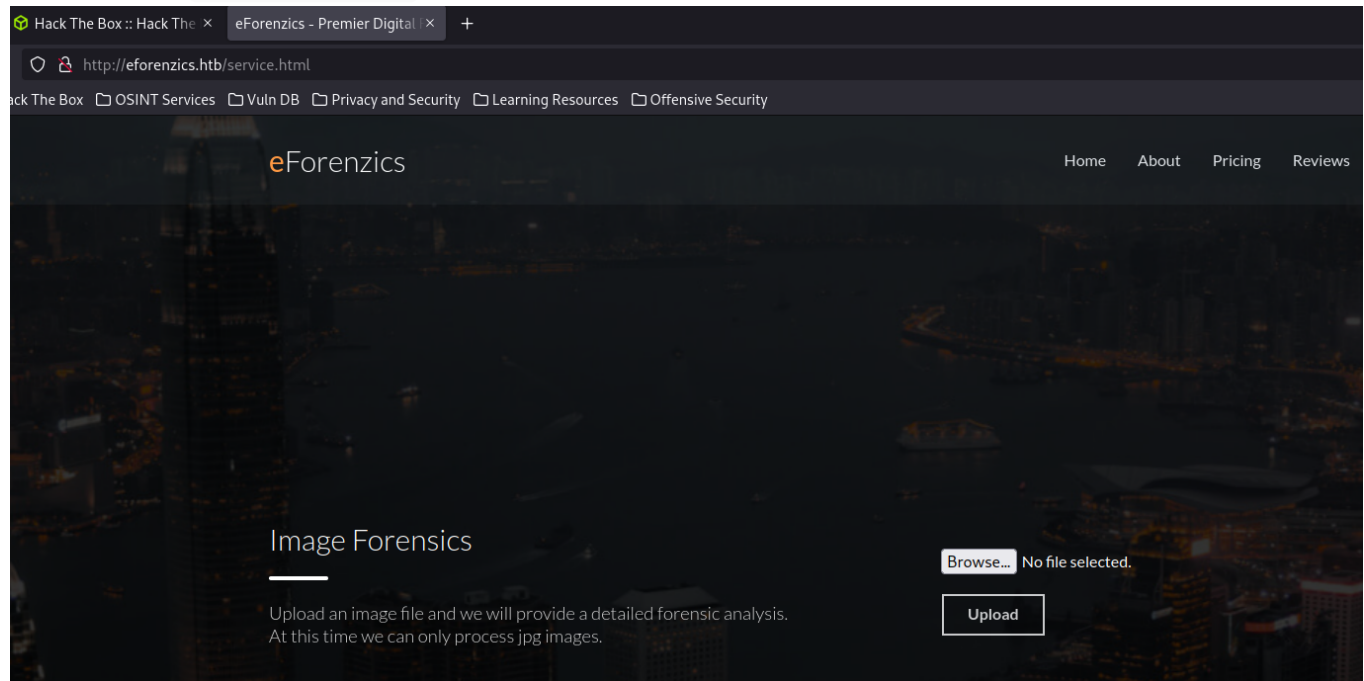 Hack The Box :: Hack The
eForenzics - Premier Digital
http://eforenzics.htb/service.html
ack The Box OSINT Services Vuln DB Privacy and Security Learning Resources Offensive Security
eForenzics Home About Pricing Reviews
Image Forensics
Browse... No file selected.
Upload an image file and we will provide a detailed forensic analysis.
At this time we can only process jpg images.
Upload